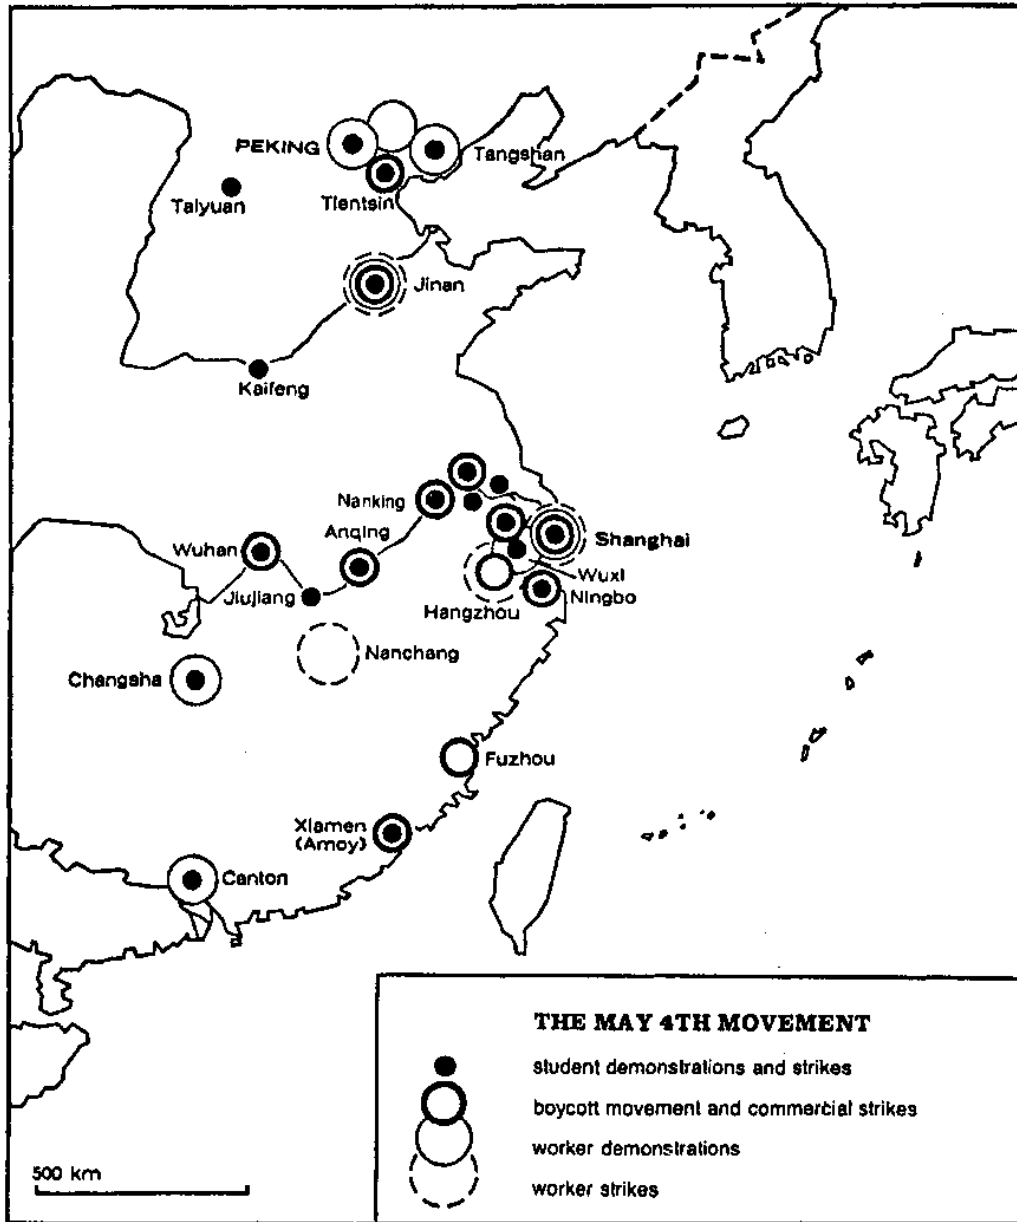 PEKING
Tangshan
Taiyuan
Tientsin
Jinan
Kaifeng
Nanking
Anqing
Wuhan
Shanghai
Jiujiang
Wuxi
Ningbo
Hangzhou
Nanchang
Changsha
Fuzhou
Xiamen
(Amoy)
Canton
THE MAY 4TH MOVEMENT
student demonstrations and strikes
boycott movement and commercial strikes
worker demonstrations
500 km
worker strikes